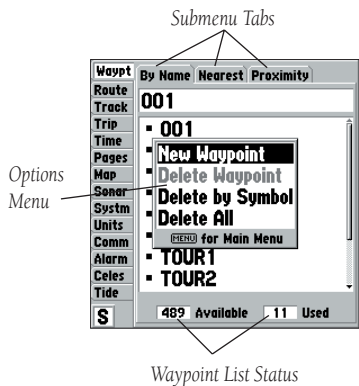 Submenu Tabs
Waypt
By Name Nearest Proximity
Route
Track
Trip
Time
Pages
Map
Sonar
Systm
Units
Comm
Alarm
Celes
Tide
S
001
001
Options
Menu
New Waypoint
Delete Waypoint
Delete by Symbol
Delete All
MENU for Main Menu
TOUR1
TOUR2
489 Available 11 Used
Waypoint List Status